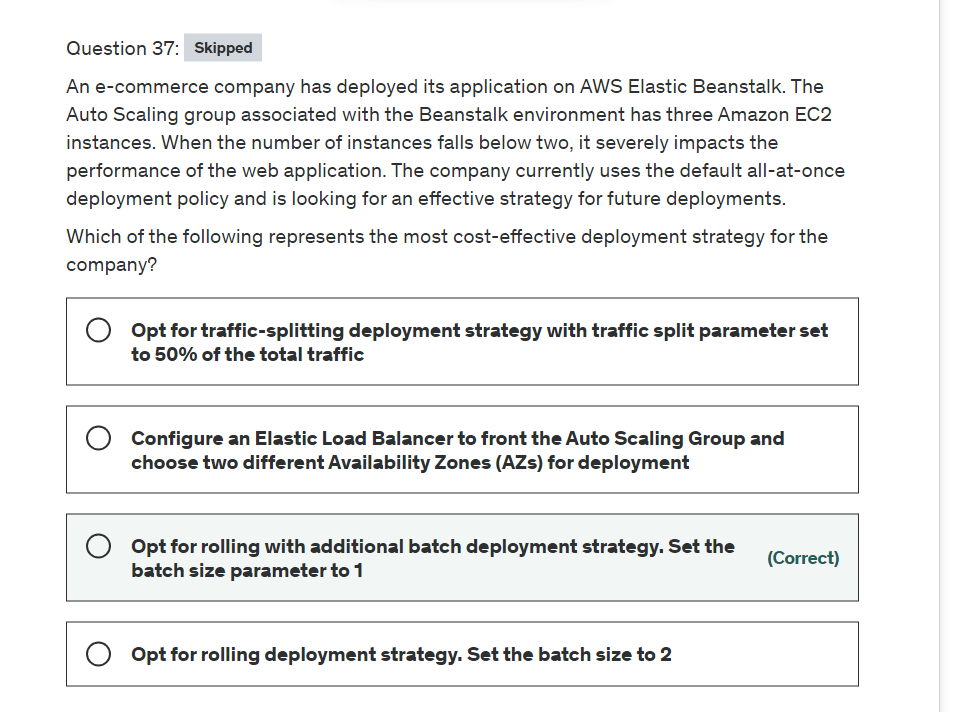 Question 37: Skipped
An e-commerce company has deployed its application on AWS Elastic Beanstalk. The
Auto Scaling group associated with the Beanstalk environment has three Amazon EC2
instances. When the number of instances falls below two, it severely impacts the
performance of the web application. The company currently uses the default all-at-once
deployment policy and is looking for an effective strategy for future deployments.
Which of the following represents the most cost-effective deployment strategy for the
company?
Opt for traffic-splitting deployment strategy with traffic split parameter set
to 50% of the total traffic
Configure an Elastic Load Balancer to front the Auto Scaling Group and
choose two different Availability Zones (AZs) for deployment
Opt for rolling with additional batch deployment strategy. Set the
batch size parameter to 1
(Correct)
Opt for rolling deployment strategy. Set the batch size to 2